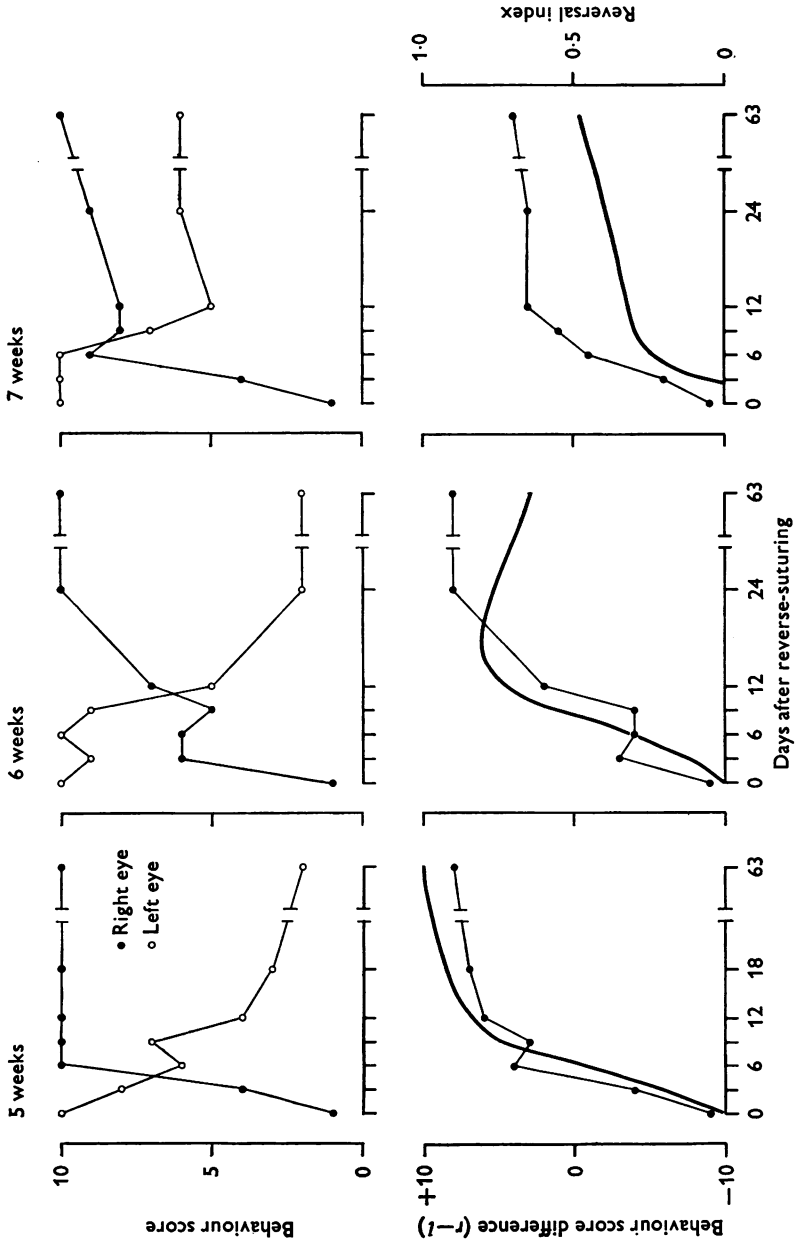 5 weeks
6 weeks
7 weeks
Behaviour score
10
5
0
• Right eye
○ Left eye
Behaviour score difference (r–l)
+10
0
–10
0
6
12
18
63
0
6
12
24
63
0
6
12
24
63
Days after reverse-suturing
1·0
0·5
0
Reversal index